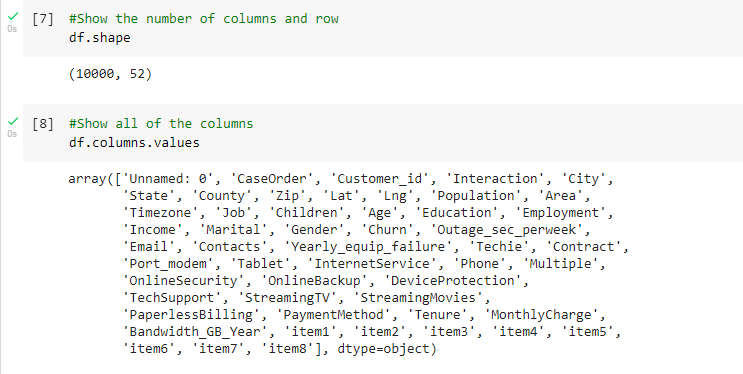 [7] #Show the number of columns and row
0s
df.shape
(10000, 52)
[8] #Show all of the columns
0s
df.columns.values
array(['Unnamed: 0', 'CaseOrder', 'Customer_id', 'Interaction', 'City',
'State', 'County', 'Zip', 'Lat', 'Lng', 'Population', 'Area',
'Timezone', 'Job', 'Children', 'Age', 'Education', 'Employment',
'Income', 'Marital', 'Gender', 'Churn', 'Outage_sec_perweek',
'Email', 'Contacts', 'Yearly_equip_failure', 'Techie', 'Contract',
'Port_modem', 'Tablet', 'InternetService', 'Phone', 'Multiple',
'OnlineSecurity', 'OnlineBackup', 'DeviceProtection',
'TechSupport', 'StreamingTV', 'StreamingMovies',
'PaperlessBilling', 'PaymentMethod', 'Tenure', 'MonthlyCharge',
'Bandwidth_GB_Year', 'item1', 'item2', 'item3', 'item4', 'item5',
'item6', 'item7', 'item8'], dtype=object)